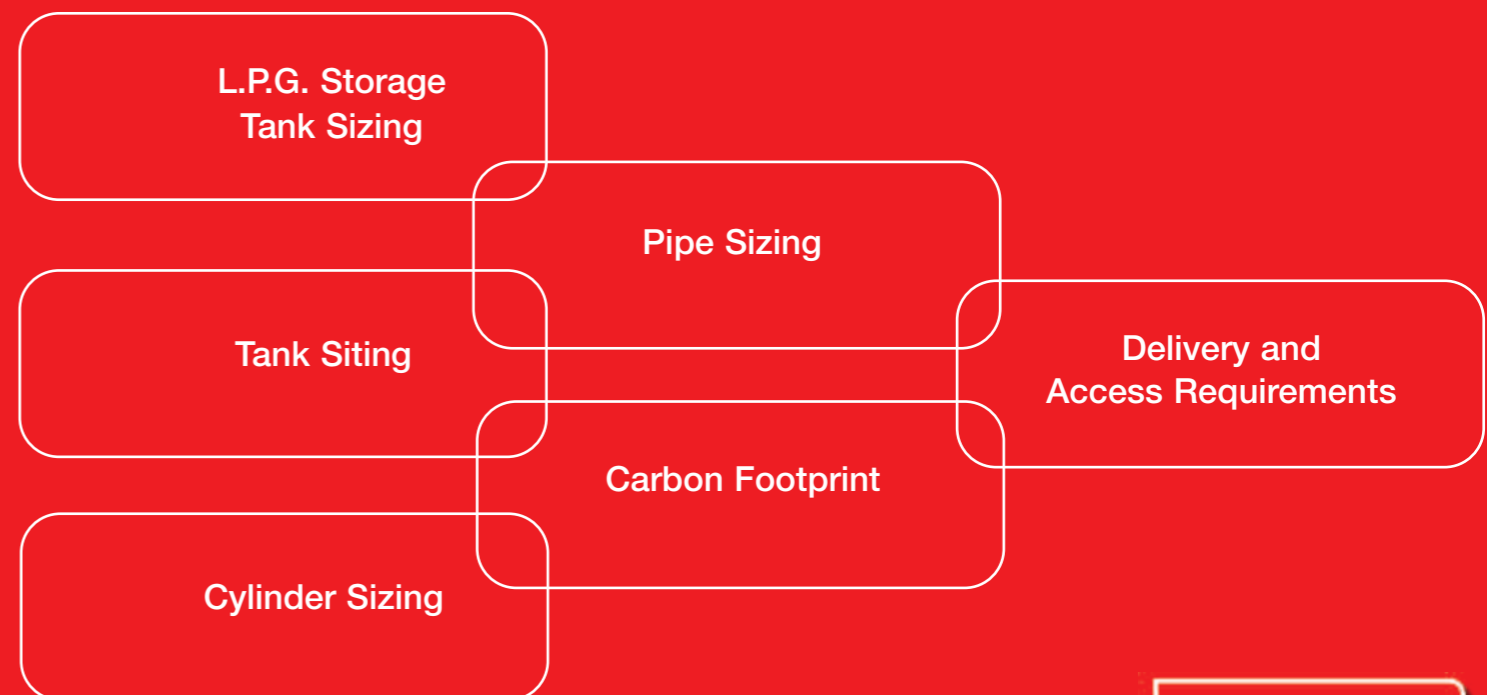 L.P.G. Storage
Tank Sizing
Pipe Sizing
Tank Siting
Delivery and
Access Requirements
Carbon Footprint
Cylinder Sizing